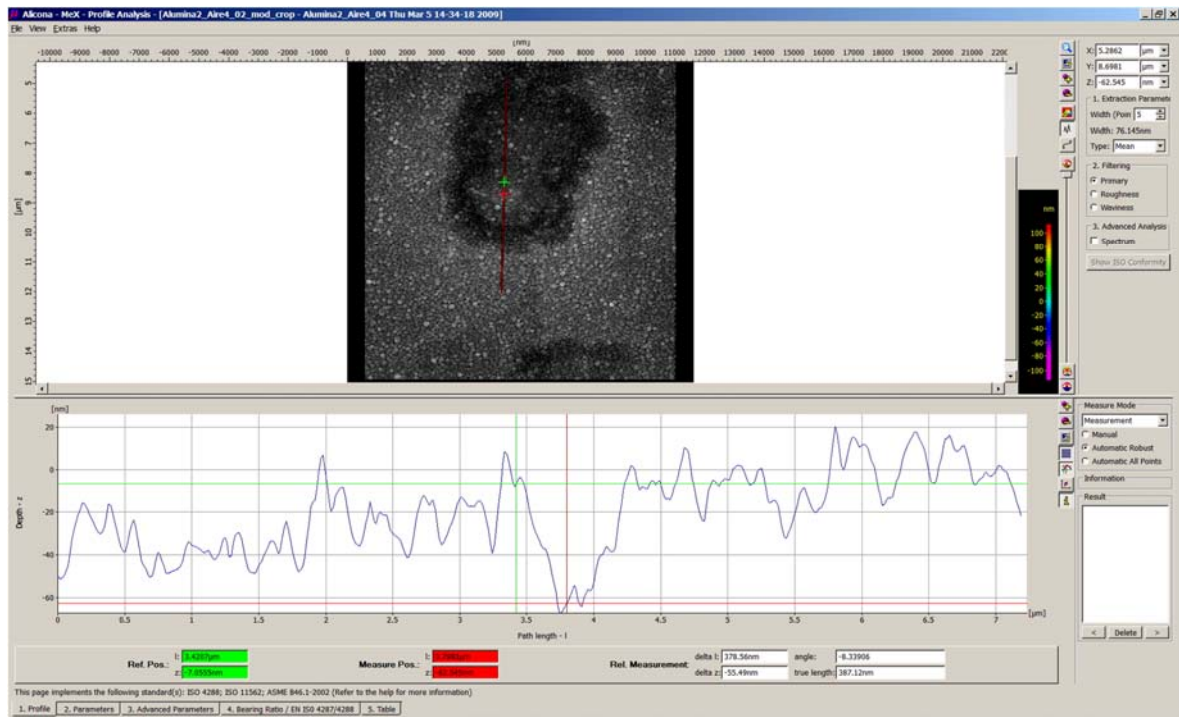 Alicona - MeX - Profile Analysis - [Alumina2_Aire4_02_mod_crop - Alumina2_Aire4_04 Thu Mar 5 14-34-18 2009]
File View Extras Help
[nm]
-10000 -9000 -8000 -7000 -6000 -5000 -4000 -3000 -2000 -1000 0 1000 2000 3000 4000 5000 6000 7000 8000 9000 10000 11000 12000 13000 14000 15000 16000 17000 18000 19000 20000 21000 2200
5
6
7
8
[µm]
9
10
11
12
13
14
15
nm
100
80
60
40
20
0
-20
-40
-60
-80
-100
X: 5.2862 µm
Y: 8.6981 µm
Z: -62.545 nm
1. Extraction Paramete
Width (Poin 5
Width: 76.145nm
Type: Mean
2. Filtering
Primary
Roughness
Waviness
3. Advanced Analysis
Spectrum
Show ISO Conformity
[nm]
20
0
-20
-40
-60
Depth - z
0 0.5 1 1.5 2 2.5 3 3.5 4 4.5 5 5.5 6 6.5 7 [µm]
Path length - l
Measure Mode
Measurement
Manual
Automatic Robust
Automatic All Points
Information
Result
< Delete >
Ref. Pos.: l: 3.4207µm Measure Pos.: l: Rel. Measurement: delta l: 378.56nm angle: -8.33906
z: -7.0555nm z: delta z: -55.49nm true length: 387.12nm
This page implements the following standard(s): ISO 4288; ISO 11562; ASME B46.1-2002 (Refer to the help for more information)
1. Profile 2. Parameters 3. Advanced Parameters 4. Bearing Ratio / EN ISO 4287/4288 5. Table